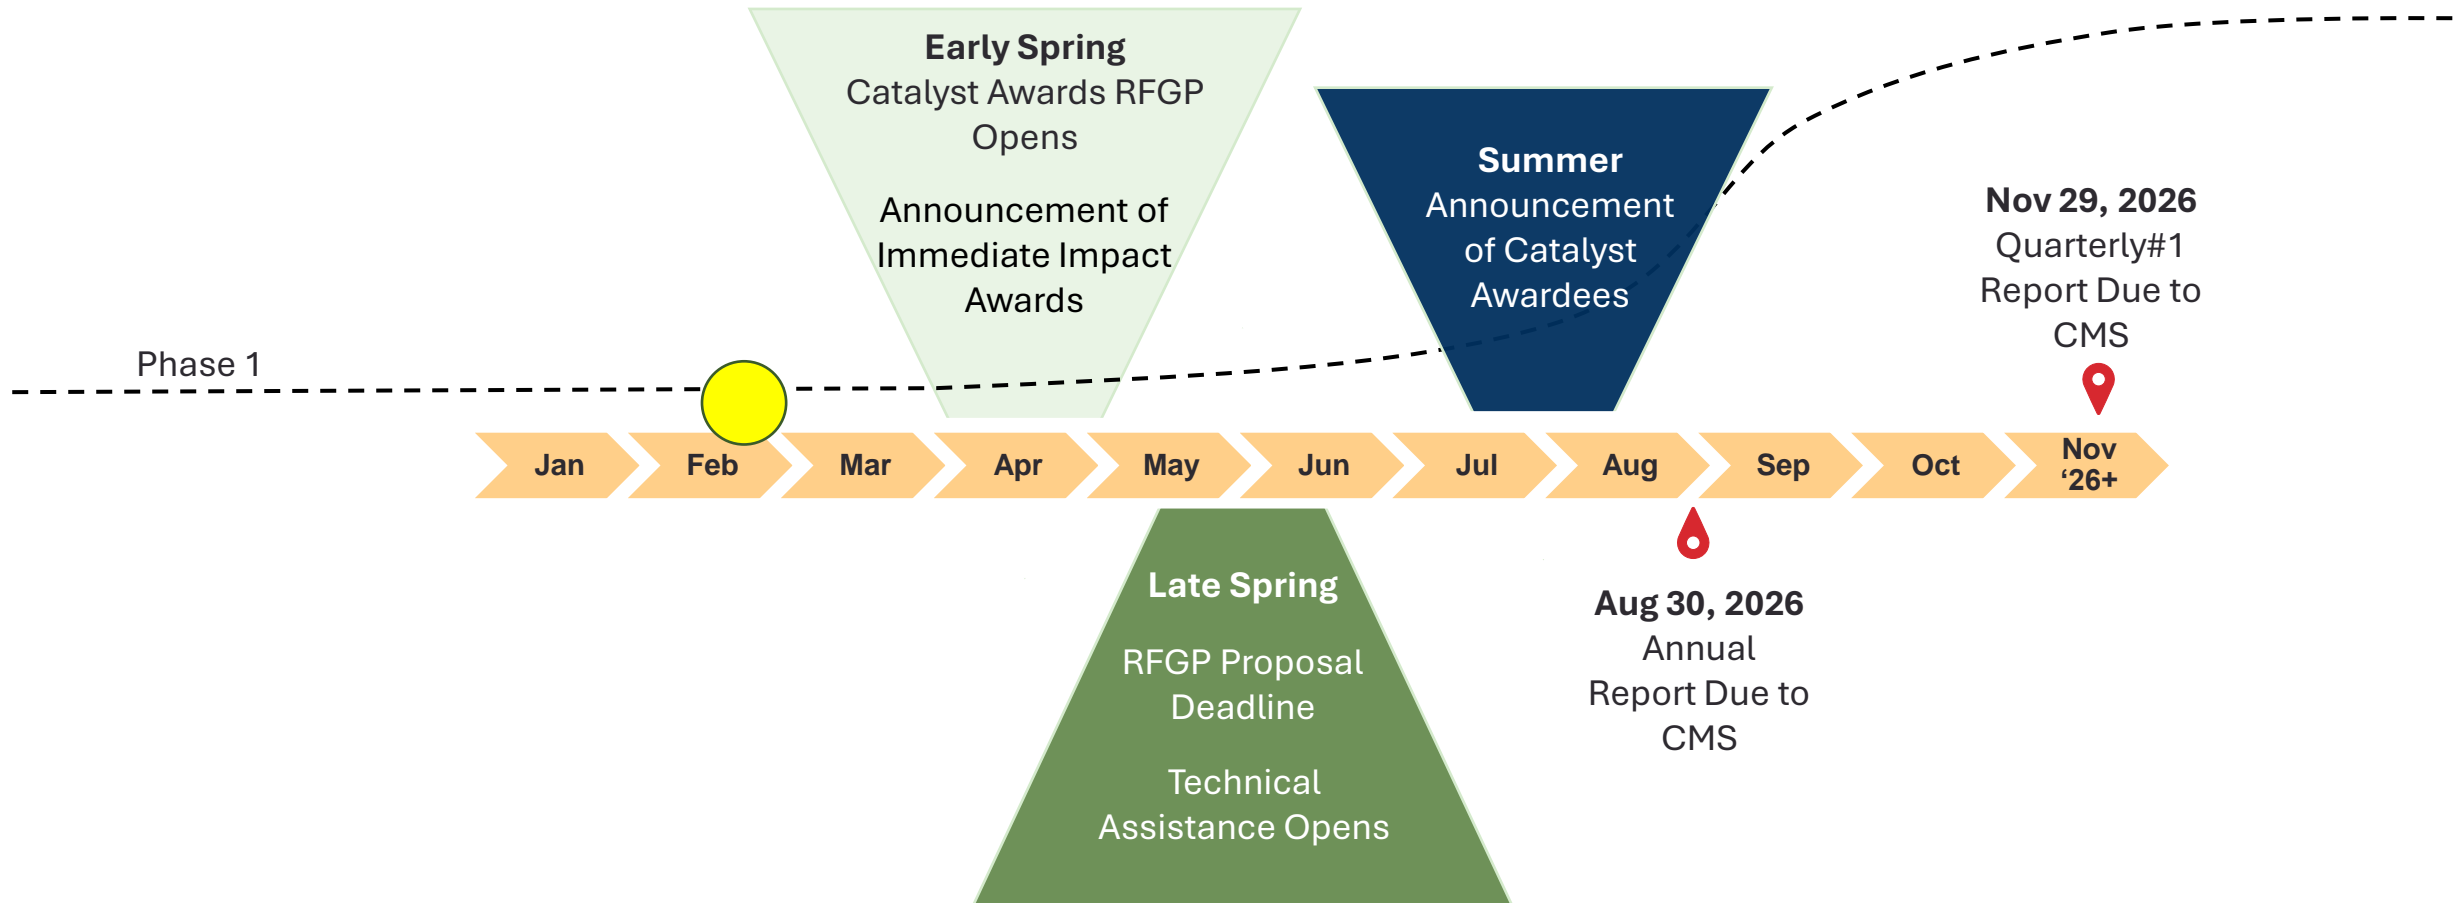 Early Spring
Catalyst Awards RFGP
Opens
Announcement of
Immediate Impact
Awards
Summer
Announcement
of Catalyst
Awardees
Nov 29, 2026
Quarterly#1
Report Due to
CMS
Phase 1
Jan
Feb
Mar
Apr
May
Jun
Jul
Aug
Sep
Oct
Nov
‘26+
Late Spring
RFGP Proposal
Deadline
Technical
Assistance Opens
Aug 30, 2026
Annual
Report Due to
CMS